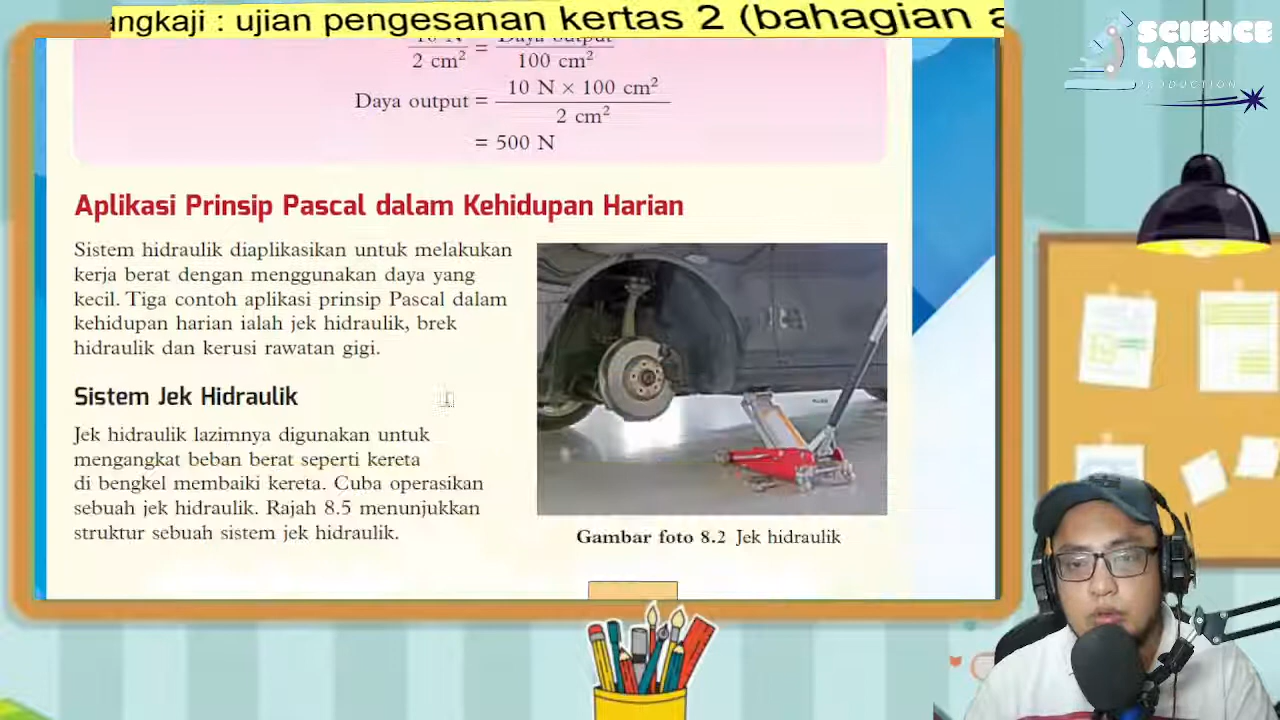 : ujian pengesanan kertas 2 (bahagian
SCIENCE
LAB
PRODUCTION
2 cm² = 100 cm²
10 N × 100 cm²
Daya output =
2 cm²
= 500 N
Aplikasi Prinsip Pascal dalam Kehidupan Harian
Sistem hidraulik diaplikasikan untuk melakukan
kerja berat dengan menggunakan daya yang
kecil. Tiga contoh aplikasi prinsip Pascal dalam
kehidupan harian ialah jek hidraulik, brek
hidraulik dan kerusi rawatan gigi.
Sistem Jek Hidraulik
Jek hidraulik lazimnya digunakan untuk
mengangkat beban berat seperti kereta
di bengkel membaiki kereta. Cuba operasikan
sebuah jek hidraulik. Rajah 8.5 menunjukkan
struktur sebuah sistem jek hidraulik.
Gambar foto 8.2 Jek hidraulik